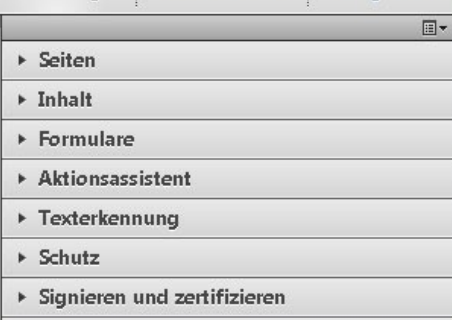 Seiten
Inhalt
Formulare
Aktionsassistent
Texterkennung
Schutz
Signieren und zertifizieren